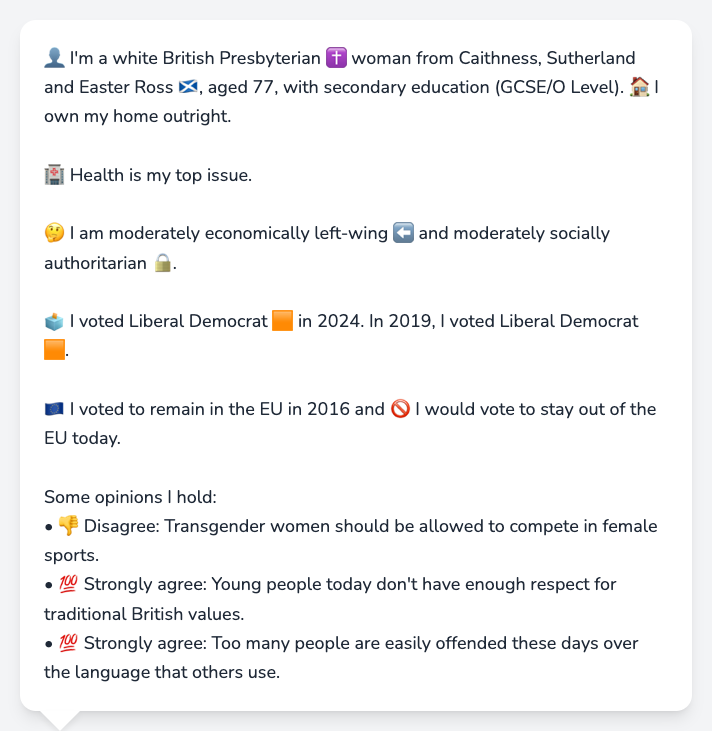 👤 I'm a white British Presbyterian ✝️ woman from Caithness, Sutherland
and Easter Ross 🏴󠁧󠁢󠁳󠁣󠁴󠁿, aged 77, with secondary education (GCSE/O Level). 🏠 I
own my home outright.
🏥 Health is my top issue.
🤔 I am moderately economically left-wing ⬅️ and moderately socially
authoritarian 🔒.
🗳️ I voted Liberal Democrat 🟧 in 2024. In 2019, I voted Liberal Democrat
🟧.
🇪🇺 I voted to remain in the EU in 2016 and 🚫 I would vote to stay out of the
EU today.
Some opinions I hold:
• 👎 Disagree: Transgender women should be allowed to compete in female
sports.
• 💯 Strongly agree: Young people today don't have enough respect for
traditional British values.
• 💯 Strongly agree: Too many people are easily offended these days over
the language that others use.